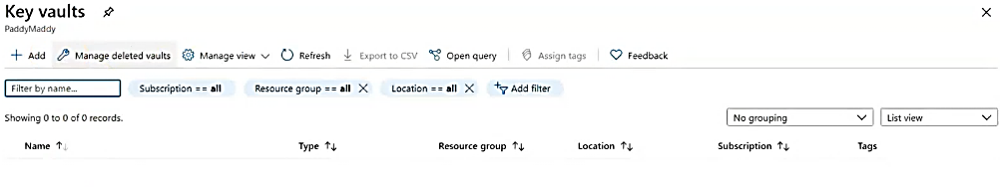 Key vaults
PaddyMaddy
Add Manage deleted vaults Manage view Refresh Export to CSV Open query Assign tags Feedback
Filter by name... Subscription == all Resource group == all Location == all Add filter
Showing 0 to 0 of 0 records. No grouping List view
Name Type Resource group Location Subscription Tags